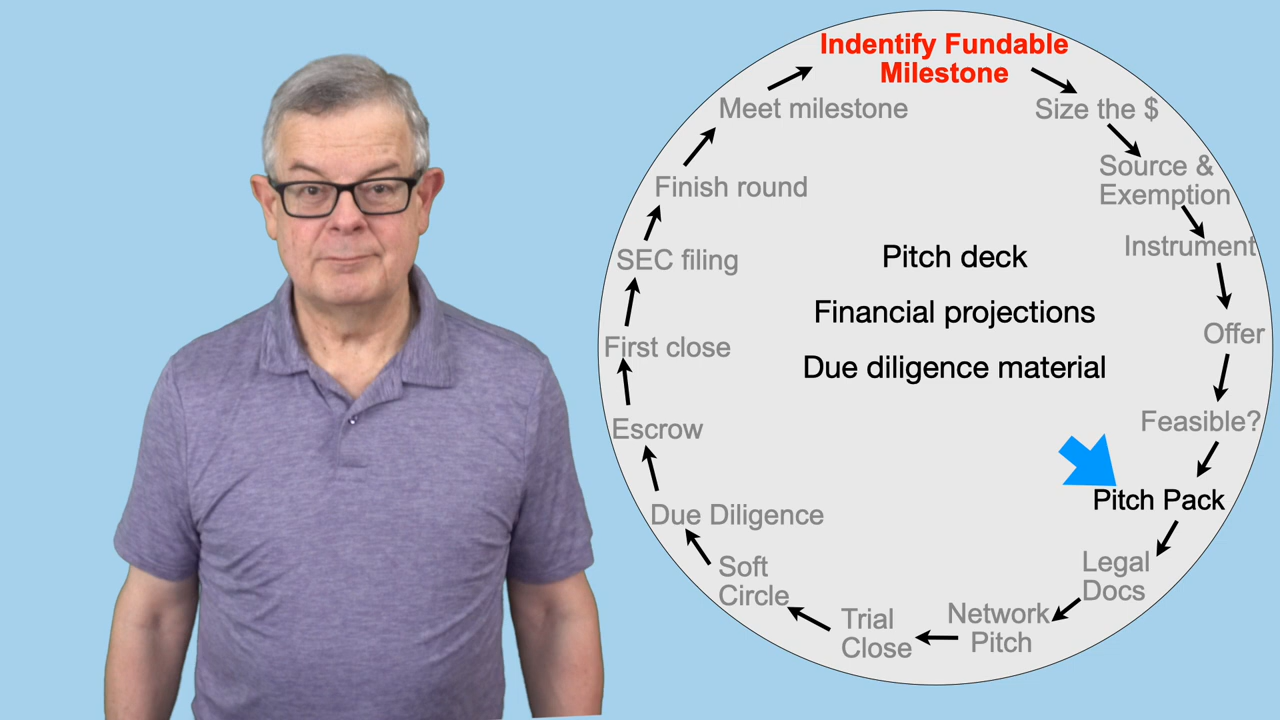 Indentify Fundable
Milestone
Size the $
Source &
Exemption
Instrument
Offer
Feasible?
Pitch Pack
Legal
Docs
Network
Pitch
Trial
Close
Soft
Circle
Due Diligence
Escrow
First close
SEC filing
Finish round
Meet milestone
Pitch deck
Financial projections
Due diligence material